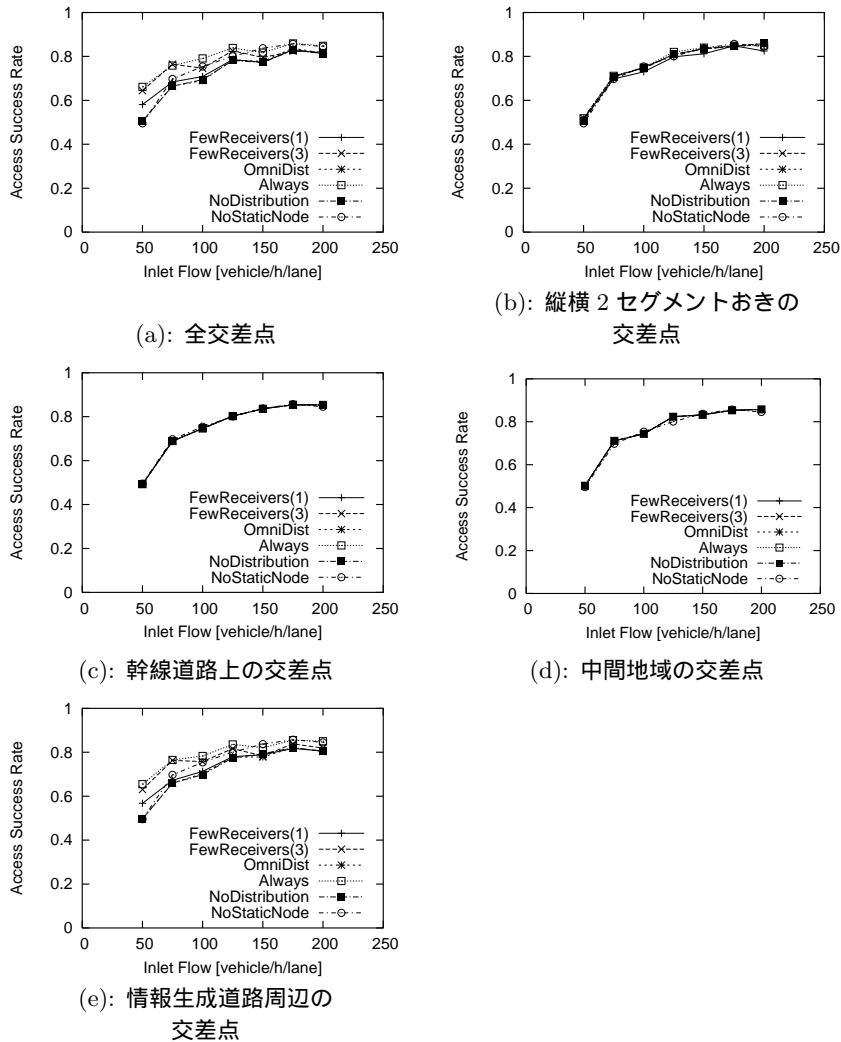 Access Success Rate
1
0.8
0.6
0.4
0.2
0
FewReceivers(1)
FewReceivers(3)
OmniDist
Always
NoDistribution
NoStaticNode
0 50 100 150 200 250
Inlet Flow [vehicle/h/lane]
(a): 全交差点
Access Success Rate
1
0.8
0.6
0.4
0.2
0
FewReceivers(1)
FewReceivers(3)
OmniDist
Always
NoDistribution
NoStaticNode
0 50 100 150 200 250
Inlet Flow [vehicle/h/lane]
(b): 縦横 2 セグメントおきの
交差点
Access Success Rate
1
0.8
0.6
0.4
0.2
0
FewReceivers(1)
FewReceivers(3)
OmniDist
Always
NoDistribution
NoStaticNode
0 50 100 150 200 250
Inlet Flow [vehicle/h/lane]
(c): 幹線道路上の交差点
Access Success Rate
1
0.8
0.6
0.4
0.2
0
FewReceivers(1)
FewReceivers(3)
OmniDist
Always
NoDistribution
NoStaticNode
0 50 100 150 200 250
Inlet Flow [vehicle/h/lane]
(d): 中間地域の交差点
Access Success Rate
1
0.8
0.6
0.4
0.2
0
FewReceivers(1)
FewReceivers(3)
OmniDist
Always
NoDistribution
NoStaticNode
0 50 100 150 200 250
Inlet Flow [vehicle/h/lane]
(e): 情報生成道路周辺の
交差点